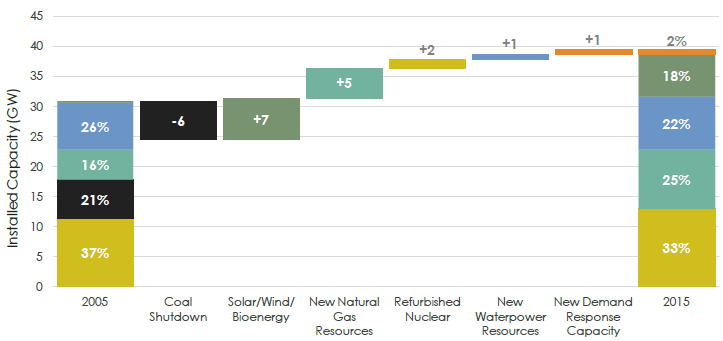 45
40
35
30
25
20
15
10
5
0
Installed Capacity (GW)
26%
16%
21%
37%
-6
+7
+5
+2
+1
+1
2%
18%
22%
25%
33%
2005
Coal
Shutdown
Solar/Wind/
Bioenergy
New Natural
Gas
Resources
Refurbished
Nuclear
New
Waterpower
Resources
New Demand
Response
Capacity
2015